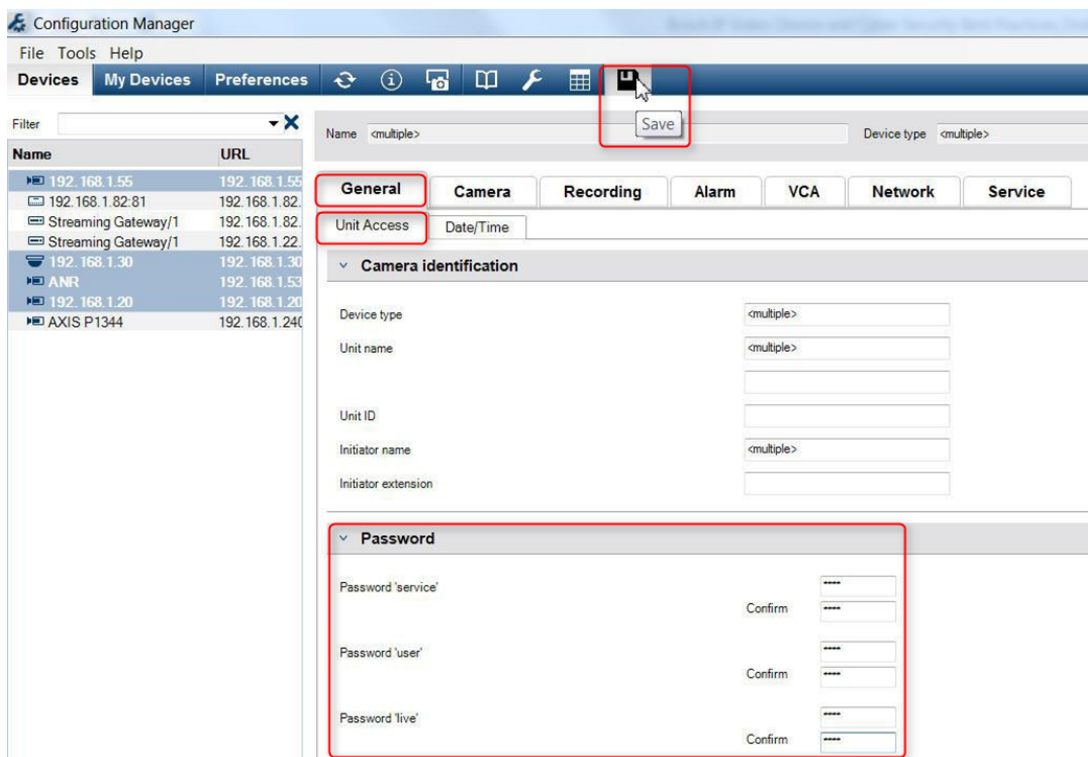 Configuration Manager
File Tools Help
Devices My Devices Preferences
Save
Filter
Name <multiple> Device type <multiple>
Name URL
192.168.1.55 192.168.1.55
192.168.1.82:81 192.168.1.82.
Streaming Gateway/1 192.168.1.82.
Streaming Gateway/1 192.168.1.22.
192.168.1.30 192.168.1.30
ANR 192.168.1.53
192.168.1.20 192.168.1.20
AXIS P1344 192.168.1.240
General Camera Recording Alarm VCA Network Service
Unit Access Date/Time
Camera identification
Device type <multiple>
Unit name <multiple>
Unit ID
Initiator name <multiple>
Initiator extension
Password
Password 'service' ••••
Confirm ••••
Password 'user' ••••
Confirm ••••
Password 'live' ••••
Confirm ••••